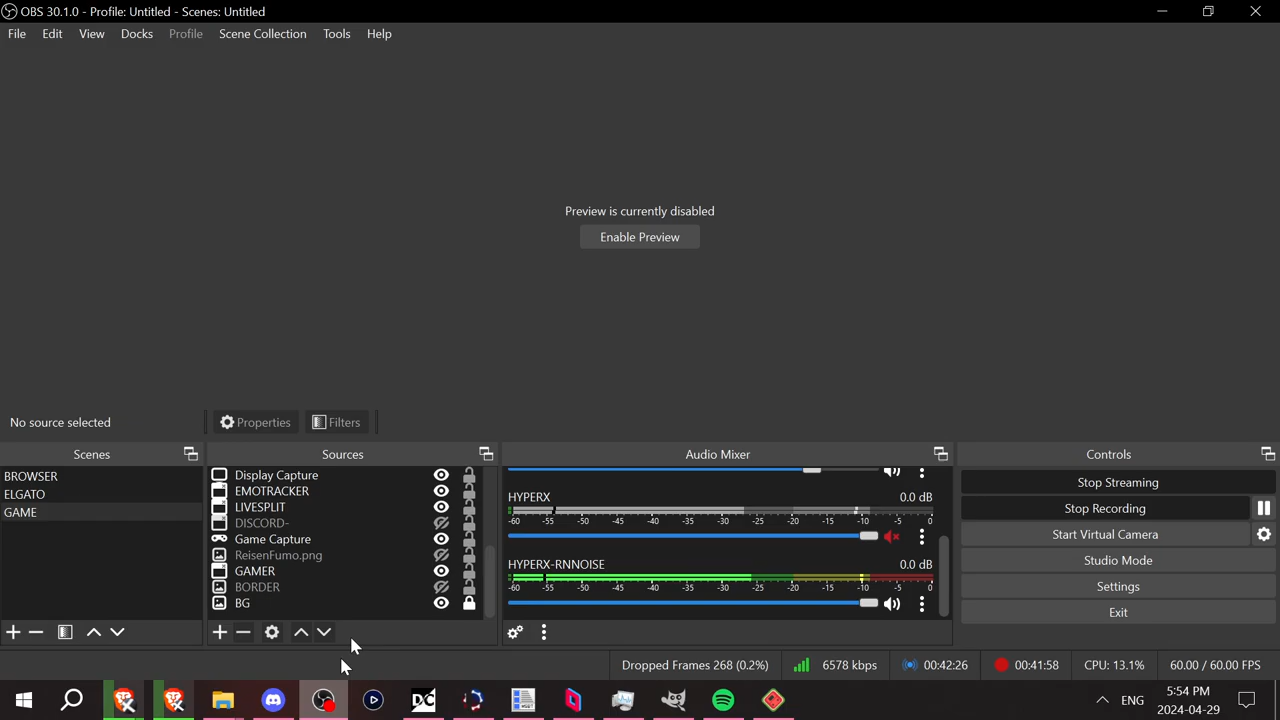 OBS 30.1.0 - Profile: Untitled - Scenes: Untitled
File Edit View Docks Profile Scene Collection Tools Help
Preview is currently disabled
Enable Preview
No source selected Properties Filters
Scenes Sources Audio Mixer Controls
BROWSER
ELGATO
GAME
Display Capture
EMOTRACKER
LIVESPLIT
DISCORD-
Game Capture
ReisenFumo.png
GAMER
BORDER
BG
HYPERX 0.0 dB
-60 -55 -50 -45 -40 -35 -30 -25 -20 -15 -10 -5 0
HYPERX-RNNOISE 0.0 dB
-60 -55 -50 -45 -40 -35 -30 -25 -20 -15 -10 -5 0
Stop Streaming
Stop Recording
Start Virtual Camera
Studio Mode
Settings
Exit
Dropped Frames 268 (0.2%) 6578 kbps 00:42:26 00:41:58 CPU: 13.1% 60.00 / 60.00 FPS
DC
ENG
5:54 PM
2024-04-29